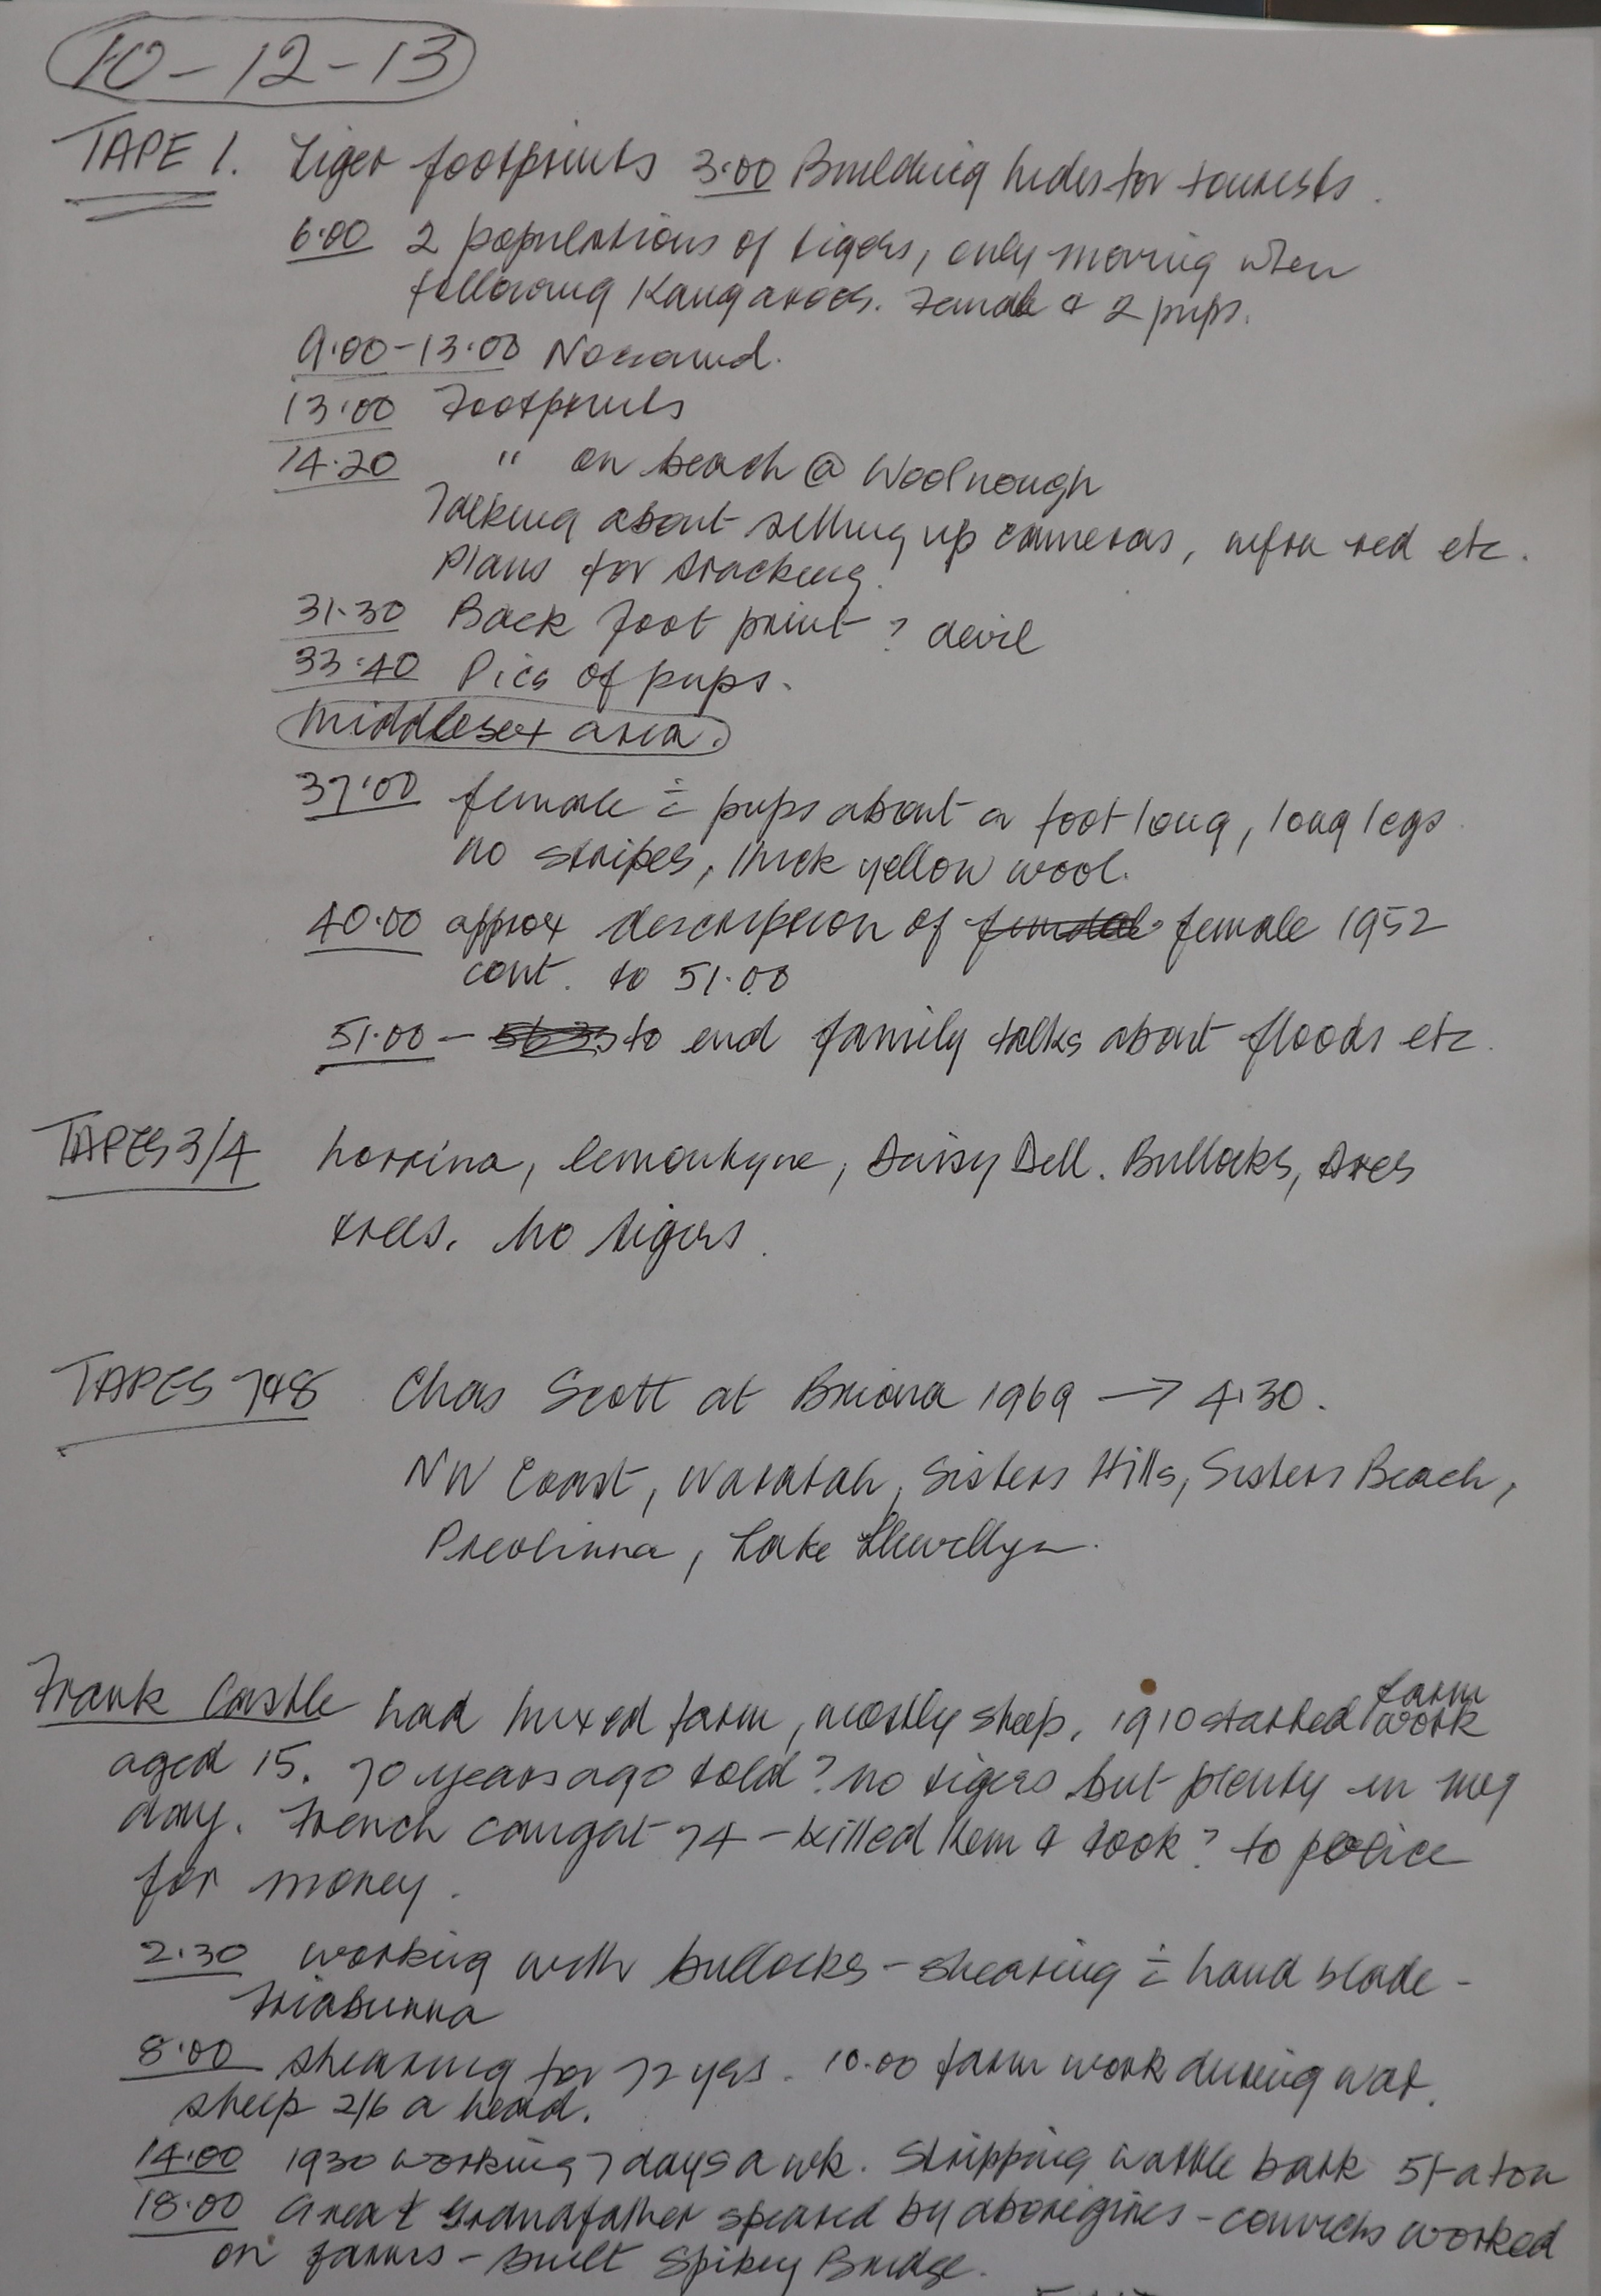 10-12-13
TAPE 1. Tiger footprints 3.00 Building hides for tourists.
6.00 2 populations of tigers, only moving when
following Kangaroos. Female & 2 pups.
9.00-13.00 No sound.
13.00 Footprints
14.20 " on beach @ Woolnough
Talking about setting up cameras, infra red etc.
Plans for tracking.
31.30 Back foot print ? devil
33.40 Pics of pups.
Middlesex area.
37.00 female c̄ pups about a foot long, long legs
no stripes, thick yellow wool.
40.00 approx description of female 1952
cont. to 51.00
51.00 - to end family talks about floods etc.
TAPES 3/4 Lorrina, Lemonthyme, Daisy Dell. Bullocks, axes
trees. No tigers.
TAPES 7&8 Chas Scott at Briona 1969 → 4.30.
NW Coast, Waratah, Sisters Hills, Sisters Beach,
Preolinna, Lake Llewellyn.
Frank Castle had mixed farm, mostly sheep. 1910 started farm work
aged 15. 70 years ago told? no tigers but plenty in my
day. French caught 74 - killed them & took? to police
for money.
2.30 working with bullocks - shearing c̄ hand blade -
Triabunna
8.00 shearing for 72 yrs. 10.00 farm work during war.
sheep 2/6 a head.
14.00 1930 working 7 days a wk. Stripping wattle bark 5/- a ton
18.00 Great Grandfather speared by aborigines - convicts worked
on farms - built Spikey Bridge.